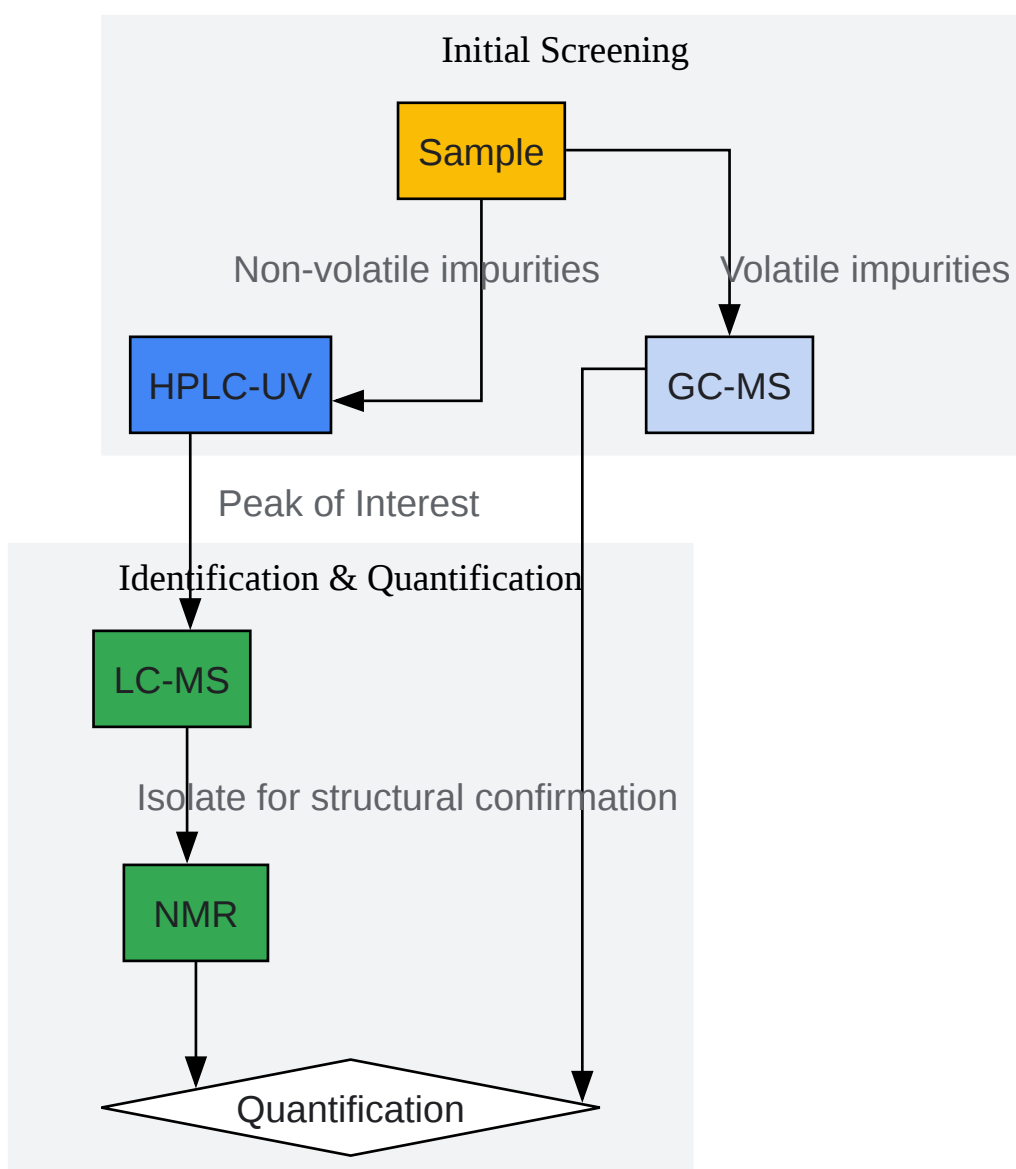 Initial Screening
Sample
Non-volatile impurities
Volatile impurities
HPLC-UV
GC-MS
Peak of Interest
Identification & Quantification
LC-MS
Isolate for structural confirmation
NMR
Quantification